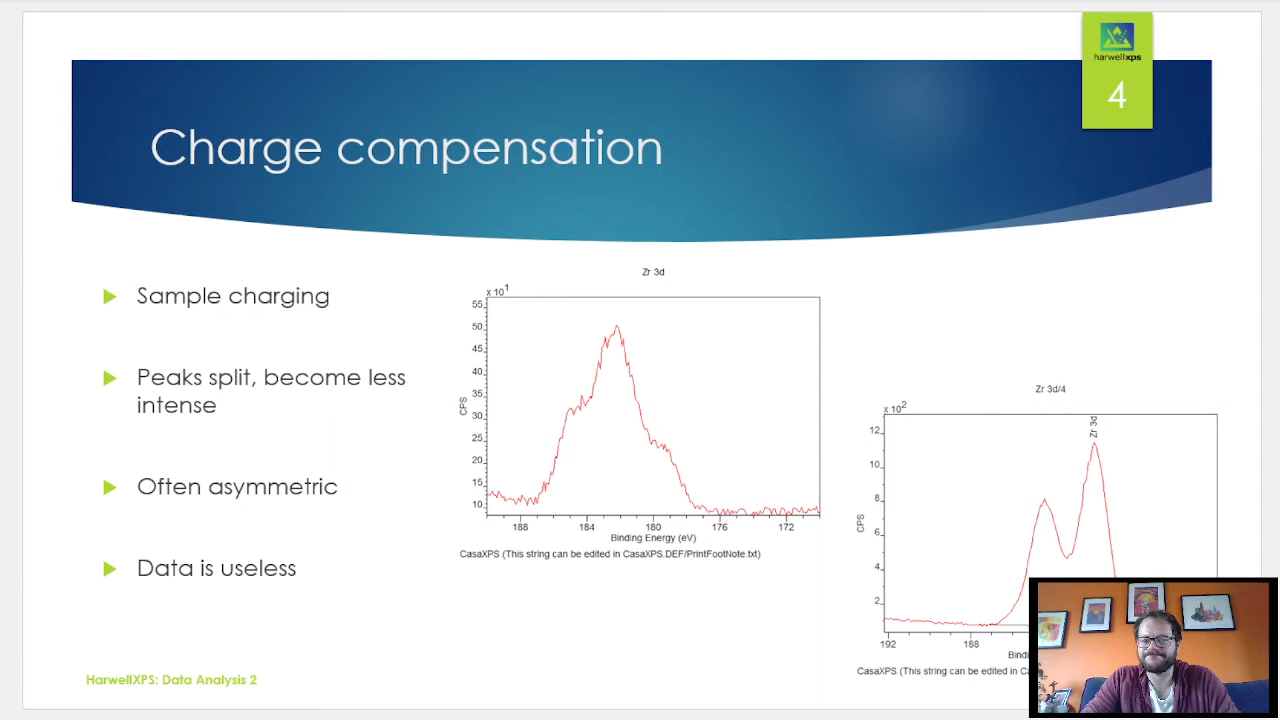 harwellxps
4
Charge compensation
Sample charging
Peaks split, become less
intense
Often asymmetric
Data is useless
Zr 3d
x 10¹
55
50
45
40
35
30
25
20
15
10
CPS
188 184 180 176 172
Binding Energy (eV)
CasaXPS (This string can be edited in CasaXPS.DEF/PrintFootNote.txt)
Zr 3d/4
x 10²
Zr 3d
12
10
8
6
4
2
CPS
192 188
CasaXPS (This string can be edited in
HarwellXPS: Data Analysis 2